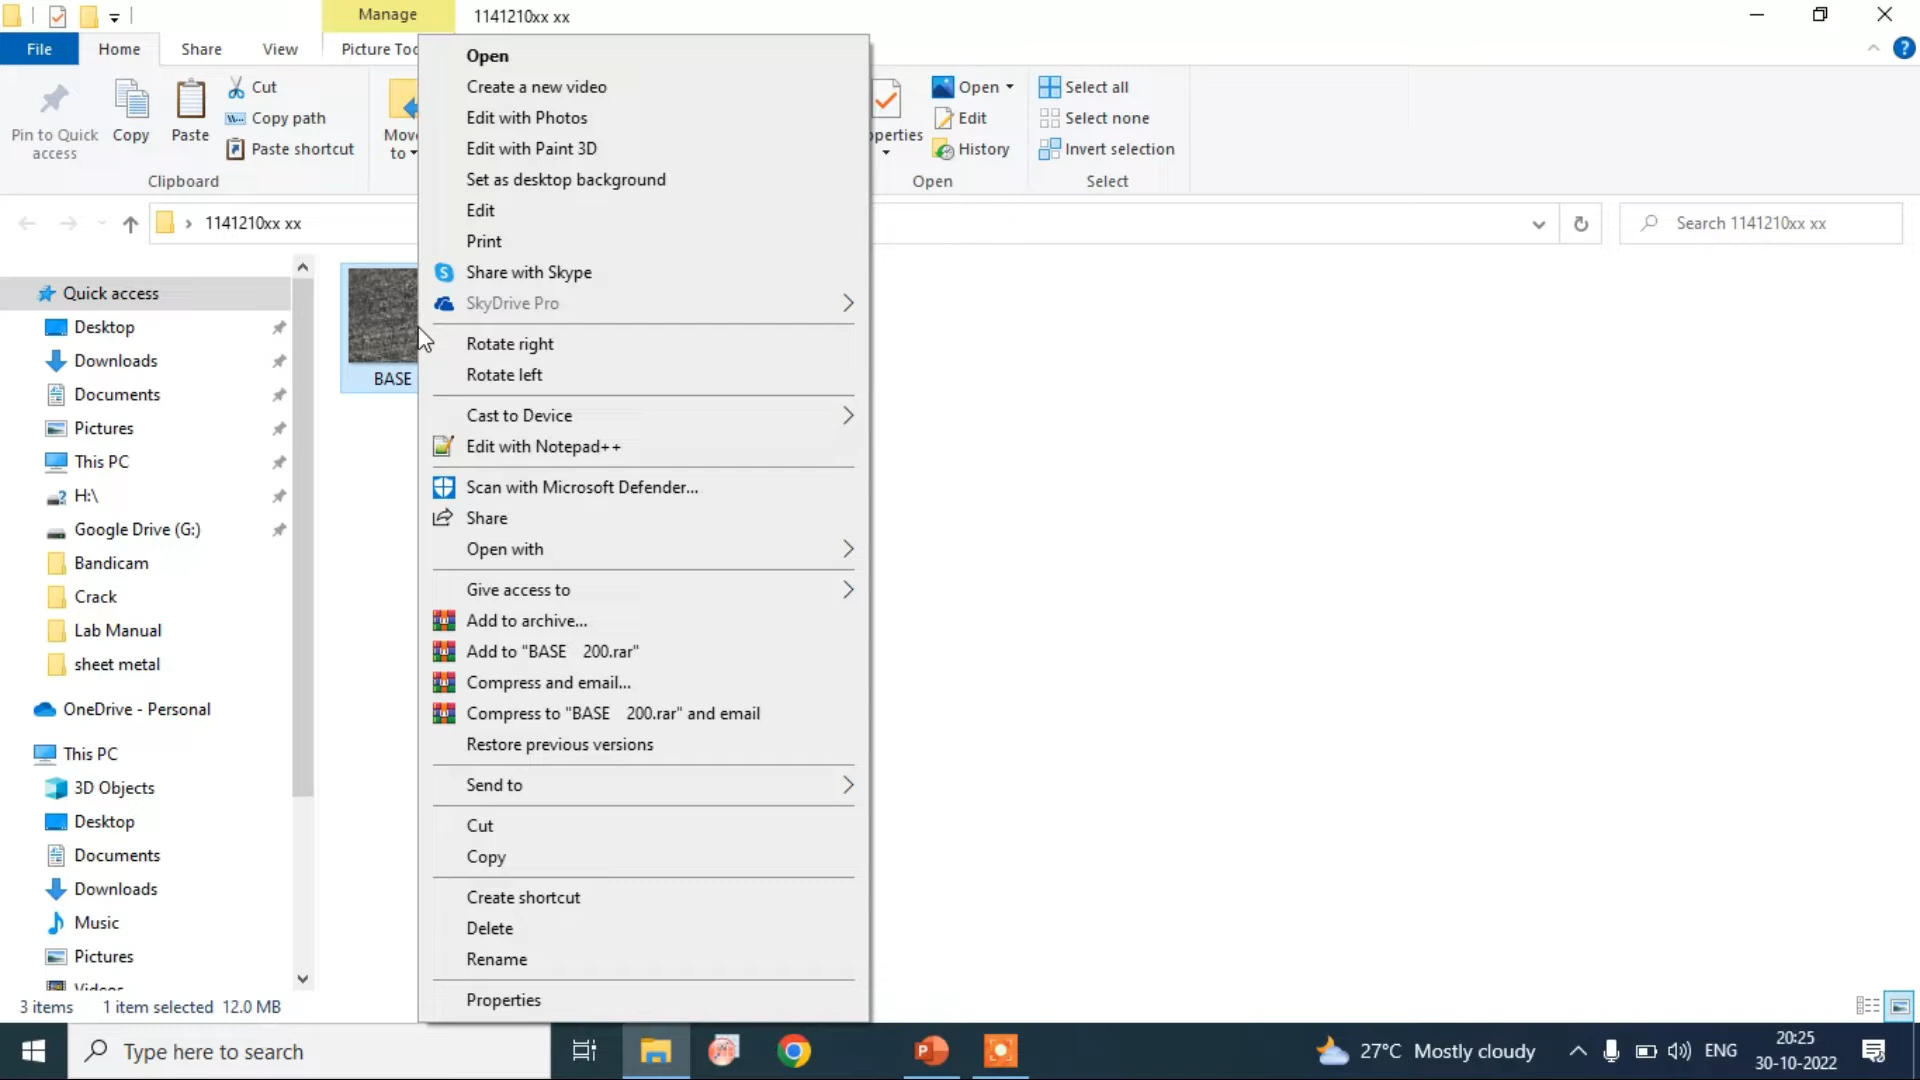 Manage
1141210xx xx
File
Home
Share
View
Picture Too
Pin to Quick access
Copy
Paste
Cut
Copy path
Paste shortcut
Clipboard
Move to
perties
Open
Edit
History
Open
Select all
Select none
Invert selection
Select
1141210xx xx
Search 1141210xx xx
Quick access
Desktop
Downloads
Documents
Pictures
This PC
H:\
Google Drive (G:)
Bandicam
Crack
Lab Manual
sheet metal
OneDrive - Personal
This PC
3D Objects
Desktop
Documents
Downloads
Music
Pictures
Videos
BASE
Open
Create a new video
Edit with Photos
Edit with Paint 3D
Set as desktop background
Edit
Print
Share with Skype
SkyDrive Pro
Rotate right
Rotate left
Cast to Device
Edit with Notepad++
Scan with Microsoft Defender...
Share
Open with
Give access to
Add to archive...
Add to "BASE 200.rar"
Compress and email...
Compress to "BASE 200.rar" and email
Restore previous versions
Send to
Cut
Copy
Create shortcut
Delete
Rename
Properties
3 items 1 item selected 12.0 MB
Type here to search
27°C Mostly cloudy
ENG
20:25
30-10-2022